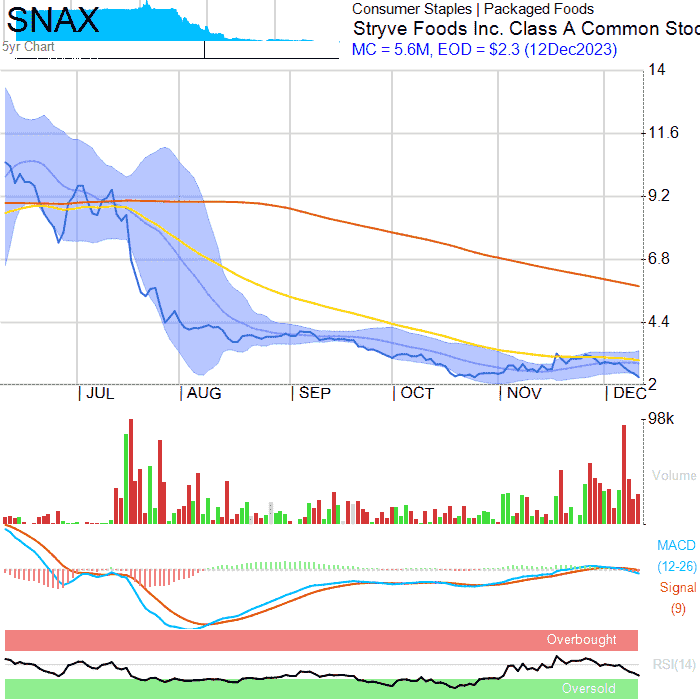 SNAX
Consumer Staples | Packaged Foods
Stryve Foods Inc. Class A Common Stoc
MC = 5.6M, EOD = $2.3 (12Dec2023)
5yr Chart
14
11.6
9.2
6.8
4.4
2
JUL AUG SEP OCT NOV DEC
98k
Volume
MACD
(12-26)
Signal
(9)
Overbought
RSI(14)
Oversold